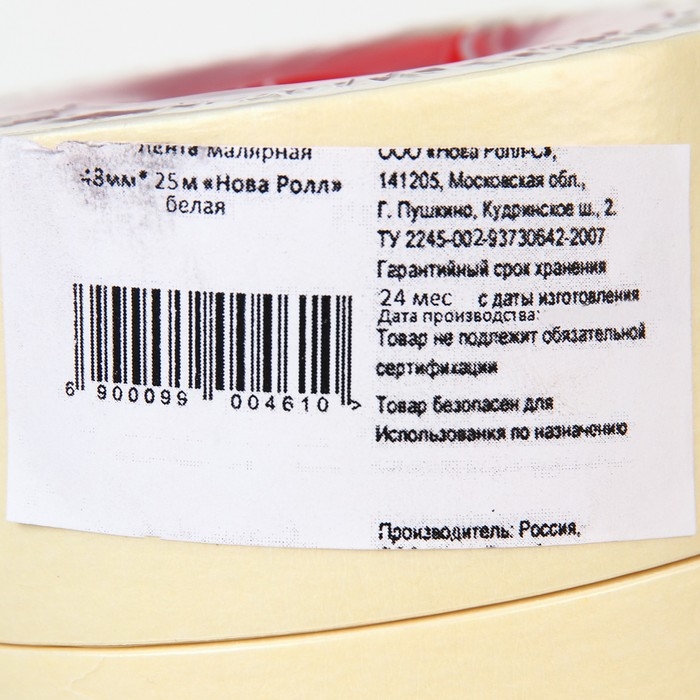 Лента малярная
48мм* 25 м «Нова Ролл»
белая
6 900099 004610 >
ООО «Нова Ролл-С»,
141205, Московская обл.,
Г. Пушкино, Кудринское ш., 2.
ТУ 2245-002-93730642-2007
Гарантийный срок хранения
24 мес с даты изготовления
Дата производства:
Товар не подлежит обязательной
сертификации
Товар безопасен для
Использования по назначению
Производитель: Россия,